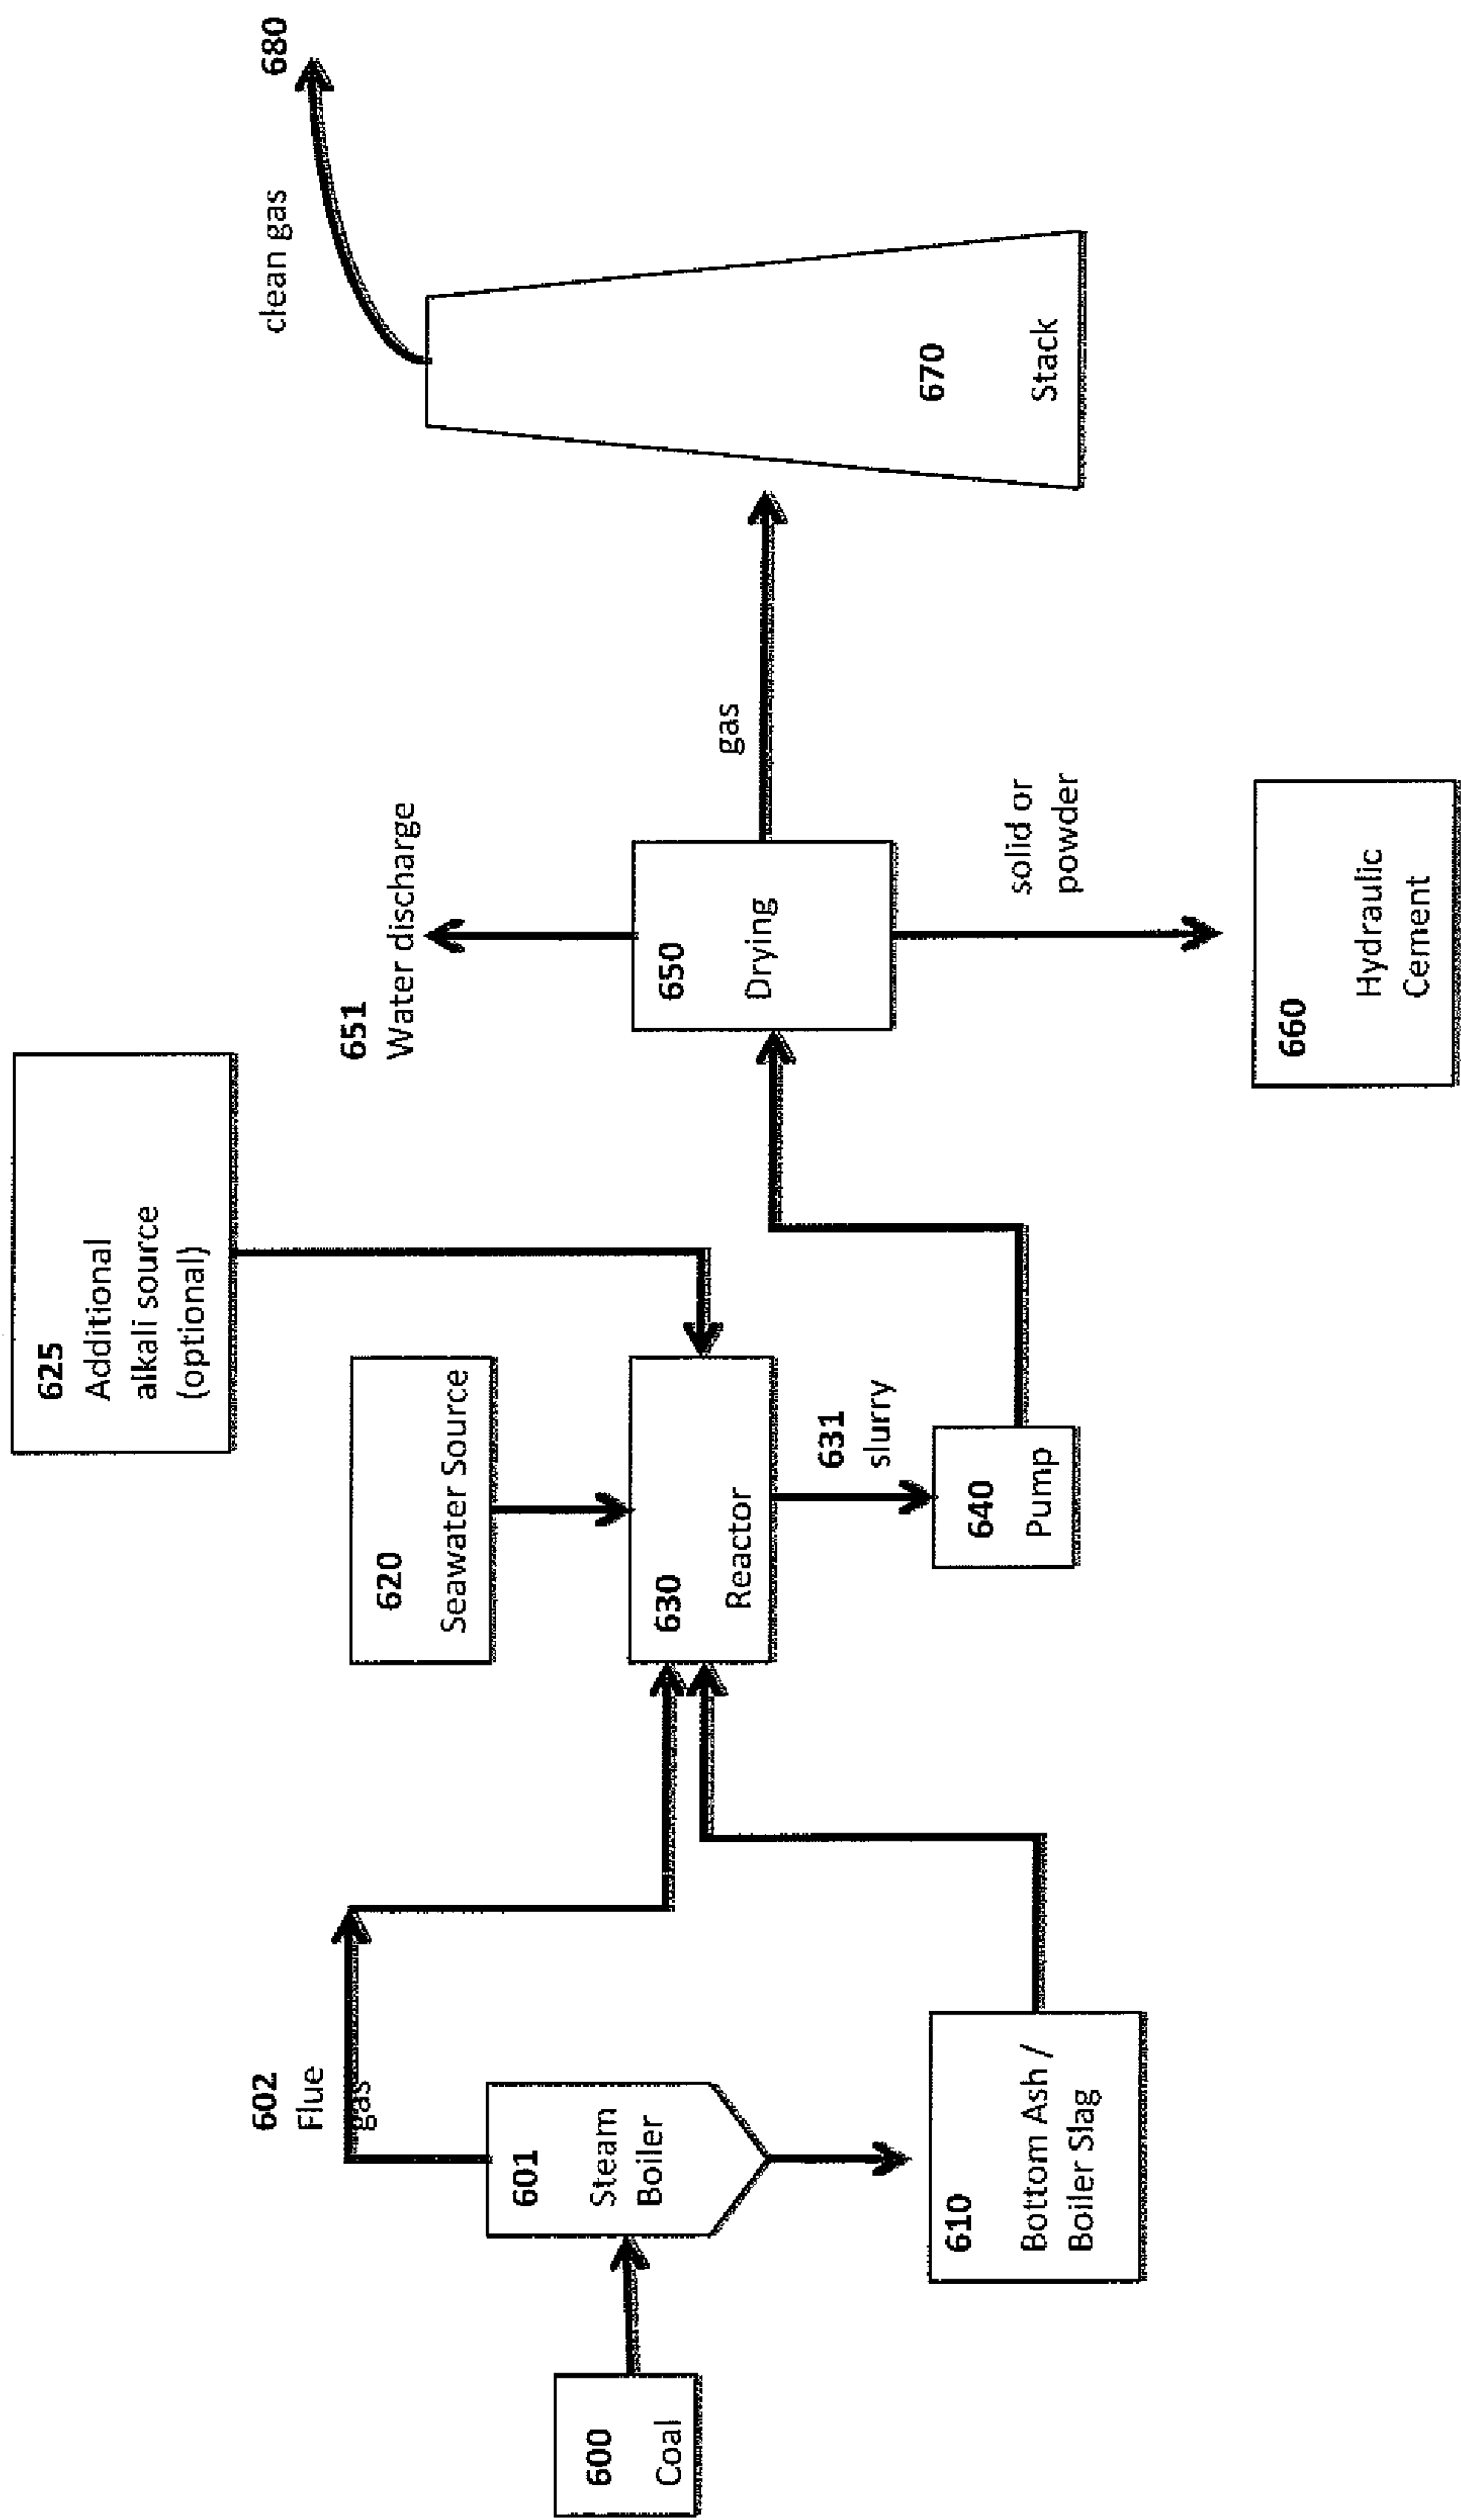 600
Coal
601
Steam
Boiler
602
Flue
gas
610
Bottom Ash /
Boiler Slag
620
Seawater Source
625
Additional
alkali source
(optional)
630
Reactor
631
slurry
640
Pump
650
Drying
651
Water discharge
solid or
powder
660
Hydraulic
Cement
gas
670
Stack
clean gas
680